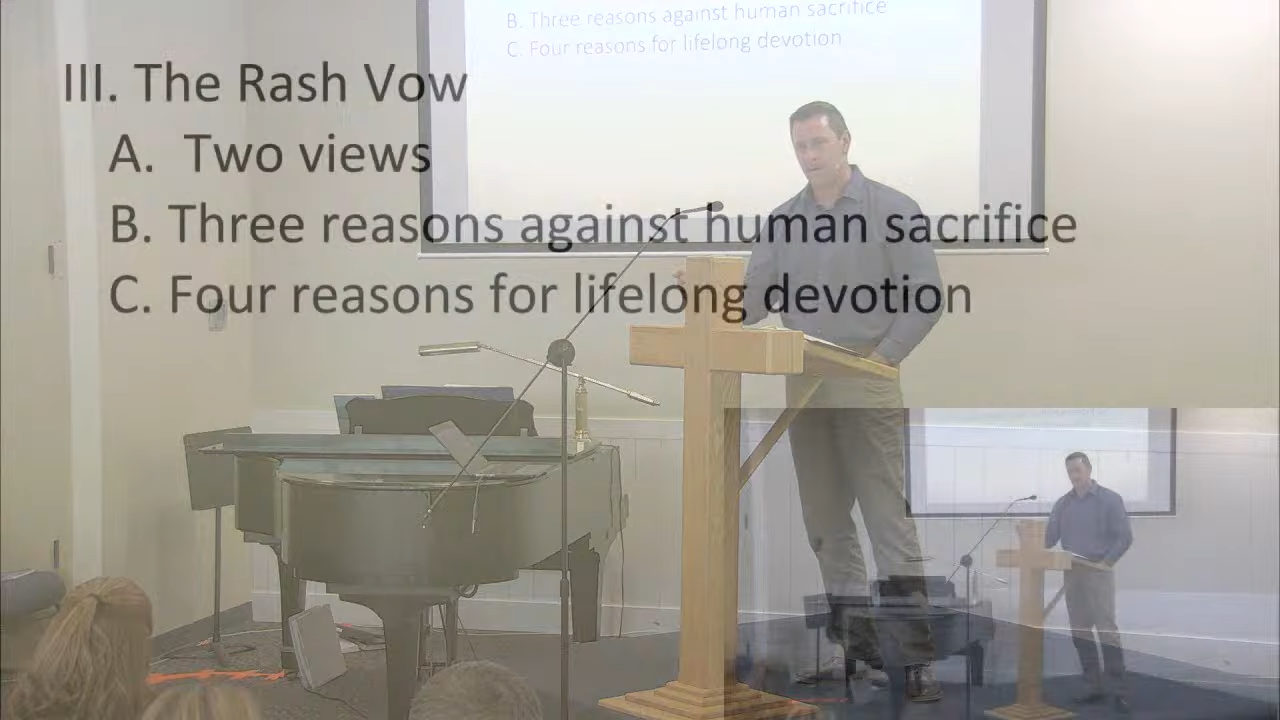 B. Three reasons against human sacrifice
C. Four reasons for lifelong devotion
III. The Rash Vow
A. Two views
B. Three reasons against human sacrifice
C. Four reasons for lifelong devotion